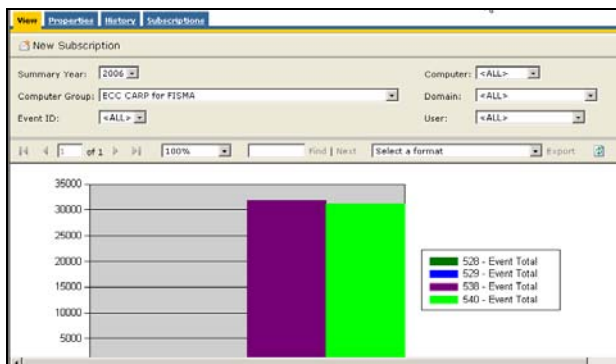 View Properties History Subscriptions
New Subscription
Summary Year: 2006 Computer: <ALL>
Computer Group: ECC CARP for FISMA Domain: <ALL>
Event ID: <ALL> User: <ALL>
1 of 1 100% Find | Next Select a format Export
35000
30000
25000
20000
15000
10000
5000
528 - Event Total
529 - Event Total
538 - Event Total
540 - Event Total